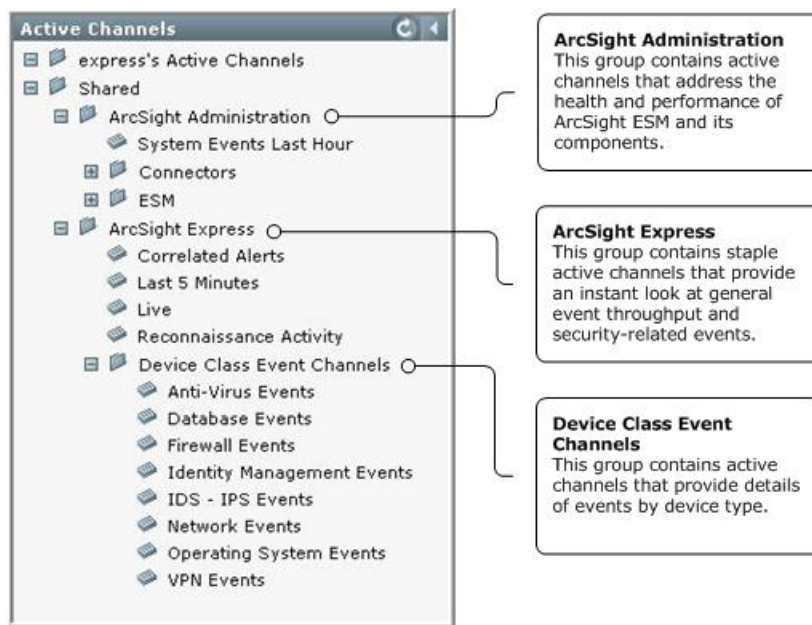 Active Channels
express's Active Channels
Shared
ArcSight Administration
System Events Last Hour
Connectors
ESM
ArcSight Express
Correlated Alerts
Last 5 Minutes
Live
Reconnaissance Activity
Device Class Event Channels
Anti-Virus Events
Database Events
Firewall Events
Identity Management Events
IDS - IPS Events
Network Events
Operating System Events
VPN Events
ArcSight Administration
This group contains active
channels that address the
health and performance of
ArcSight ESM and its
components.
ArcSight Express
This group contains staple
active channels that provide
an instant look at general
event throughput and
security-related events.
Device Class Event
Channels
This group contains active
channels that provide details
of events by device type.